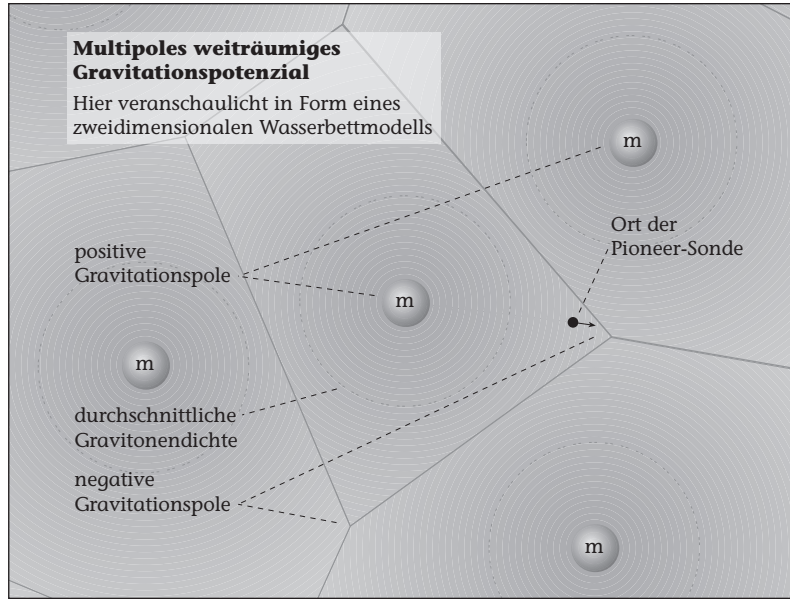 Multipoles weiträumiges
Gravitationspotenzial
Hier veranschaulicht in Form eines
zweidimensionalen Wasserbettmodells
m
Ort der
Pioneer-Sonde
positive
Gravitationspole
m
m
durchschnittliche
Gravitonendichte
negative
Gravitationspole
m